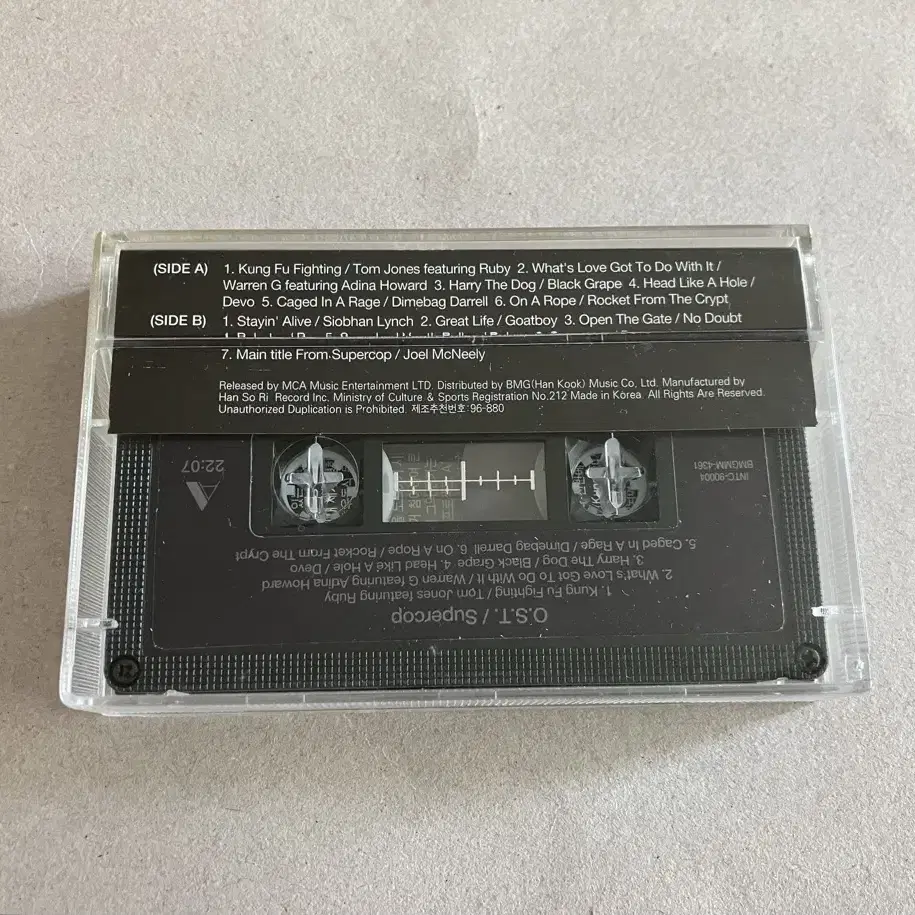 (SIDE A) 1. Kung Fu Fighting / Tom Jones featuring Ruby 2. What's Love Got To Do With It /
Warren G featuring Adina Howard 3. Harry The Dog / Black Grape 4. Head Like A Hole /
Devo 5. Caged In A Rage / Dimebag Darrell 6. On A Rope / Rocket From The Crypt
(SIDE B) 1. Stayin' Alive / Siobhan Lynch 2. Great Life / Goatboy 3. Open The Gate / No Doubt
7. Main title From Supercop / Joel McNeely
Released by MCA Music Entertainment LTD. Distributed by BMG(Han Kook) Music Co, Ltd. Manufactured by
Han So Ri Record Inc. Ministry of Culture & Sports Registration No.212 Made in Korea All Rights Are Reserved.
Unauthorized Duplication is Prohibited. 제조추천번호:96-880
O.S.T. / Supercop
1. Kung Fu Fighting / Tom Jones featuring Ruby
2. What's Love Got To Do With It / Warren G featuring Adina Howard
3. Harry The Dog / Black Grape 4. Head Like A Hole / Devo
5. Caged In A Rage / Dimebag Darrell 6. On A Rope / Rocket From The Crypt
INTC-90004
BMGMM-4361
A
22:07